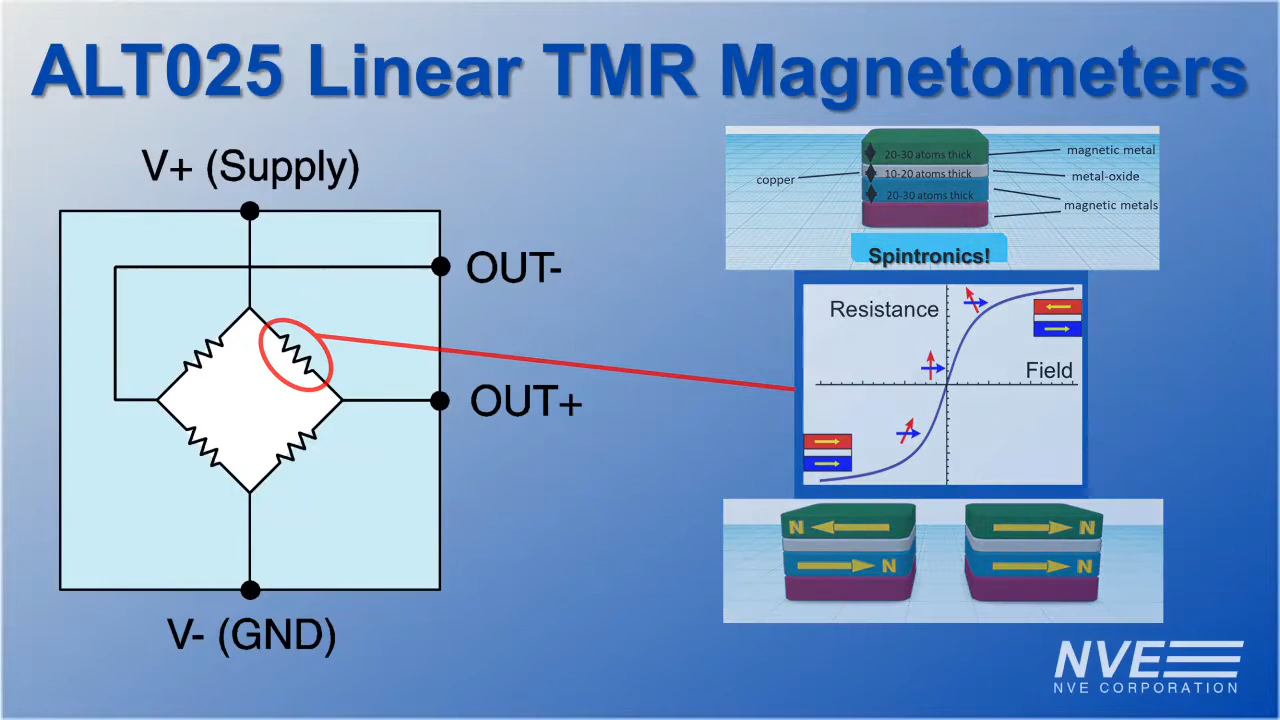 ALT025 Linear TMR Magnetometers
V+ (Supply)
OUT-
OUT+
V- (GND)
20-30 atoms thick
magnetic metal
copper
10-20 atoms thick
metal-oxide
20-30 atoms thick
magnetic metals
Spintronics!
Resistance
Field
N
N
N
N
NVE
NVE CORPORATION